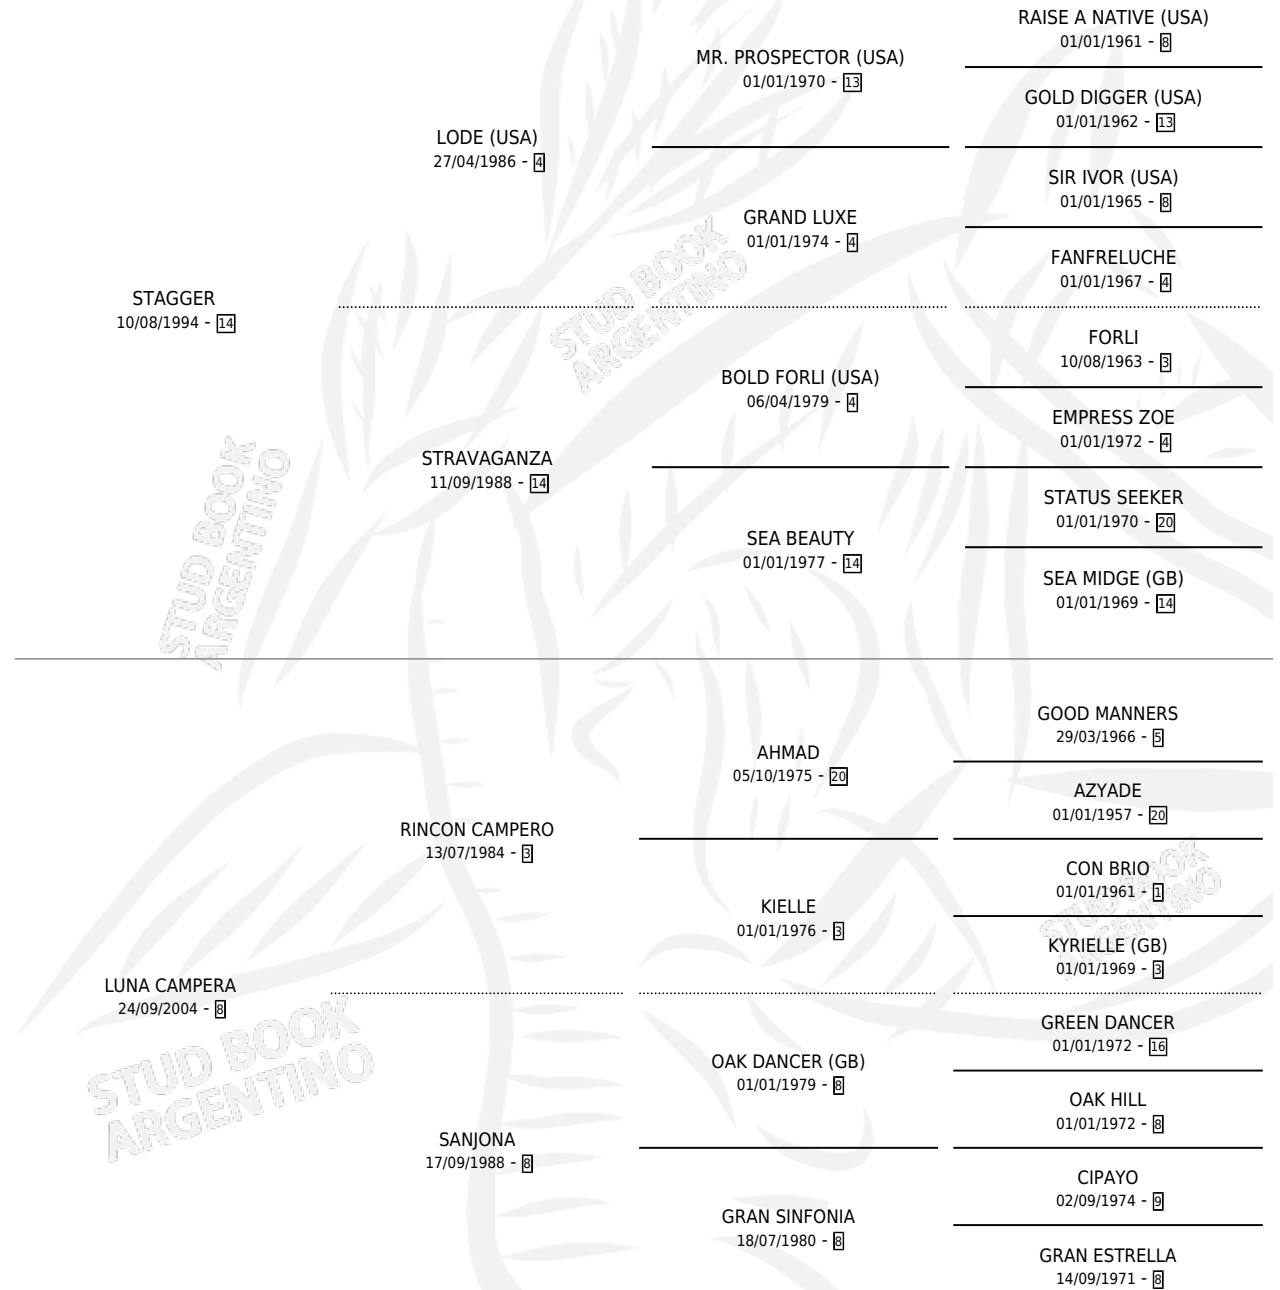 RAISE A NATIVE (USA)
01/01/1961 - 8
MR. PROSPECTOR (USA)
01/01/1970 - 13
GOLD DIGGER (USA)
01/01/1962 - 13
LODE (USA)
27/04/1986 - 4
SIR IVOR (USA)
01/01/1965 - 8
GRAND LUXE
01/01/1974 - 4
FANFRELUCHE
01/01/1967 - 4
STAGGER
10/08/1994 - 14
FORLI
10/08/1963 - 3
BOLD FORLI (USA)
06/04/1979 - 4
EMPRESS ZOE
01/01/1972 - 4
STRAVAGANZA
11/09/1988 - 14
STATUS SEEKER
01/01/1970 - 20
SEA BEAUTY
01/01/1977 - 14
SEA MIDGE (GB)
01/01/1969 - 14
GOOD MANNERS
29/03/1966 - 5
AHMAD
05/10/1975 - 20
AZYADE
01/01/1957 - 20
RINCON CAMPERO
13/07/1984 - 3
CON BRIO
01/01/1961 - 1
KIELLE
01/01/1976 - 3
KYRIELLE (GB)
01/01/1969 - 3
LUNA CAMPERA
24/09/2004 - 8
GREEN DANCER
01/01/1972 - 16
OAK DANCER (GB)
01/01/1979 - 8
OAK HILL
01/01/1972 - 8
SANJONA
17/09/1988 - 8
CIPAYO
02/09/1974 - 9
GRAN SINFONIA
18/07/1980 - 8
GRAN ESTRELLA
14/09/1971 - 8
STUD BOOK
ARGENTINO
STUD BOOK
ARGENTINO
STUD BOOK
ARGENTINO
STUD BOOK
ARGENTINO